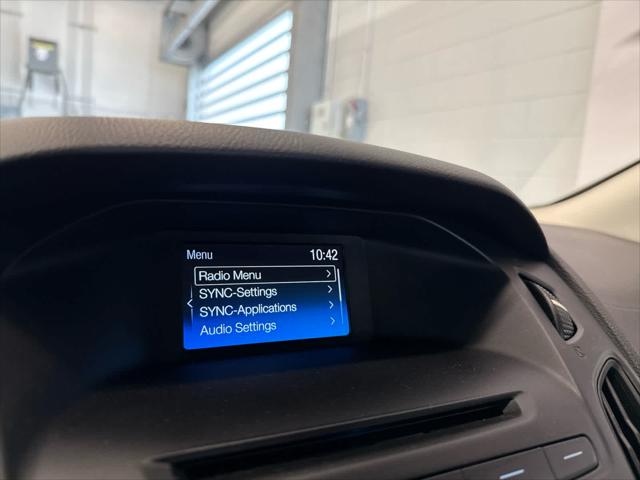 Menu 10:42
Radio Menu
SYNC-Settings
SYNC-Applications
Audio Settings